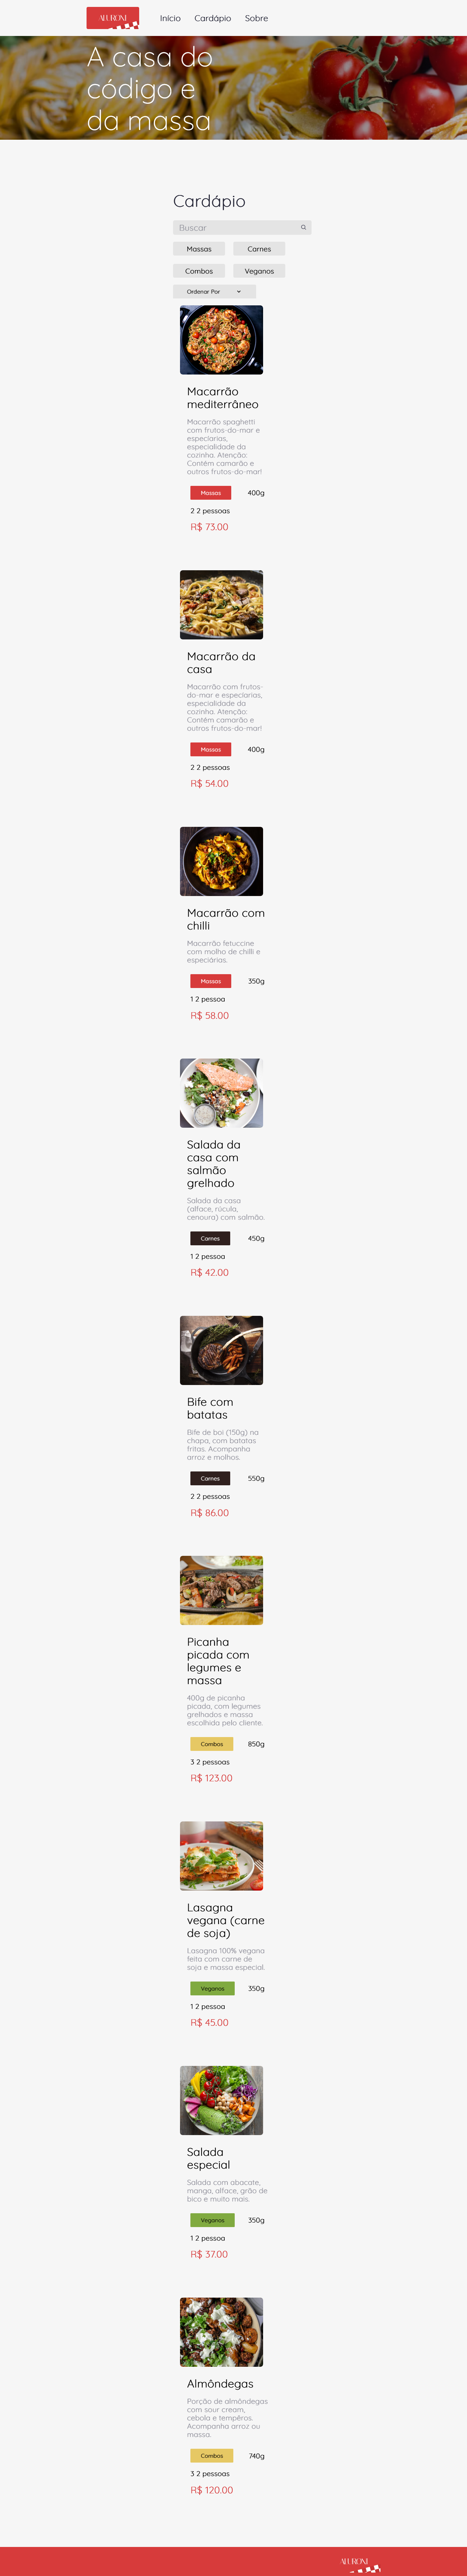 ALURONI
Início
Cardápio
Sobre
A casa do
código e
da massa
Cardápio
Buscar
Massas
Carnes
Combos
Veganos
Ordenar Por
Macarrão
mediterrâneo
Macarrão spaghetti
com frutos-do-mar e
especiarias,
especialidade da
cozinha. Atenção:
Contém camarão e
outros frutos-do-mar!
Massas
400g
2 2 pessoas
R$ 73.00
Macarrão da
casa
Macarrão com frutos-
do-mar e especiarias,
especialidade da
cozinha. Atenção:
Contém camarão e
outros frutos-do-mar!
Massas
400g
2 2 pessoas
R$ 54.00
Macarrão com
chilli
Macarrão fetuccine
com molho de chilli e
especiárias.
Massas
350g
1 2 pessoa
R$ 58.00
Salada da
casa com
salmão
grelhado
Salada da casa
(alface, rúcula,
cenoura) com salmão.
Carnes
450g
1 2 pessoa
R$ 42.00
Bife com
batatas
Bife de boi (150g) na
chapa, com batatas
fritas. Acompanha
arroz e molhos.
Carnes
550g
2 2 pessoas
R$ 86.00
Picanha
picada com
legumes e
massa
400g de picanha
picada, com legumes
grelhados e massa
escolhida pelo cliente.
Combos
850g
3 2 pessoas
R$ 123.00
Lasagna
vegana (carne
de soja)
Lasagna 100% vegana
feita com carne de
soja e massa especial.
Veganos
350g
1 2 pessoa
R$ 45.00
Salada
especial
Salada com abacate,
manga, alface, grão de
bico e muito mais.
Veganos
350g
1 2 pessoa
R$ 37.00
Almôndegas
Porção de almôndegas
com sour cream,
cebola e tempêros.
Acompanha arroz ou
massa.
Combos
740g
3 2 pessoas
R$ 120.00
ALURONI